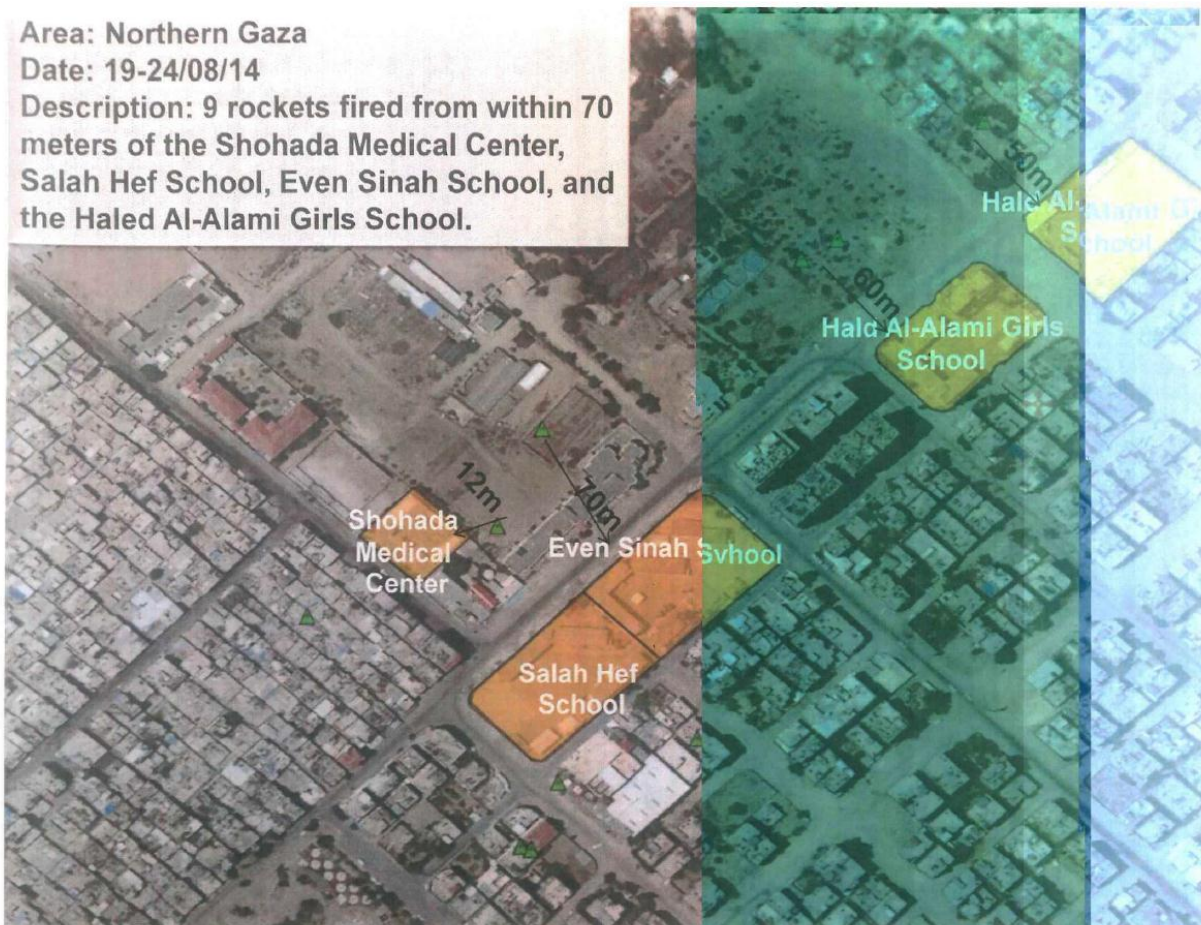 Area: Northern Gaza
Date: 19-24/08/14
Description: 9 rockets fired from within 70
meters of the Shohada Medical Center,
Salah Hef School, Even Sinah School, and
the Haled Al-Alami Girls School.
50m
Hald Al-Alami Gi
School
60m
Hald Al-Alami Girls
School
12m
70m
Shohada
Medical
Center
Even Sinah Svhool
Salah Hef
School